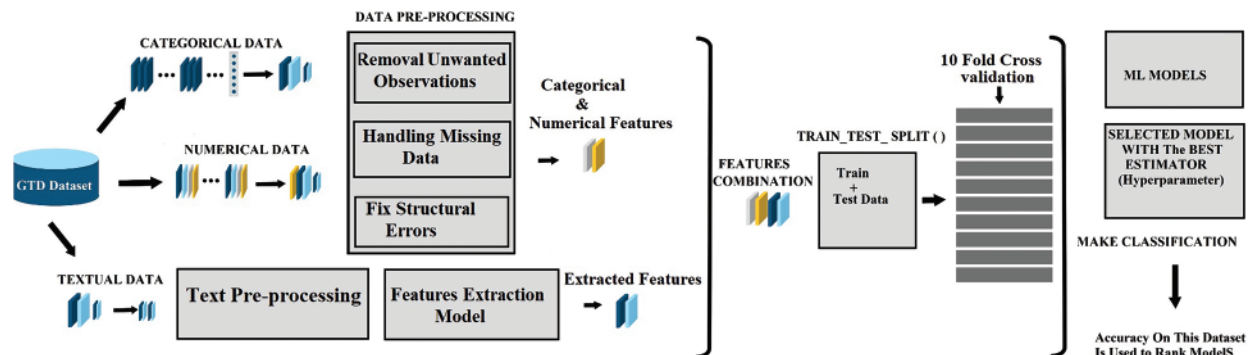 DATA PRE-PROCESSING
CATEGORICAL DATA
Removal Unwanted
Observations
Handling Missing
Data
Fix Structural
Errors
NUMERICAL DATA
GTD Dataset
TEXTUAL DATA
Text Pre-processing
Features Extraction
Model
Categorical
&
Numerical Features
Extracted Features
FEATURES
COMBINATION
TRAIN_TEST_SPLIT ( )
Train
+
Test Data
10 Fold Cross
validation
ML MODELS
SELECTED MODEL
WITH The BEST
ESTIMATOR
(Hyperparameter)
MAKE CLASSIFICATION
Accuracy On This Dataset
Is Used to Rank ModelS